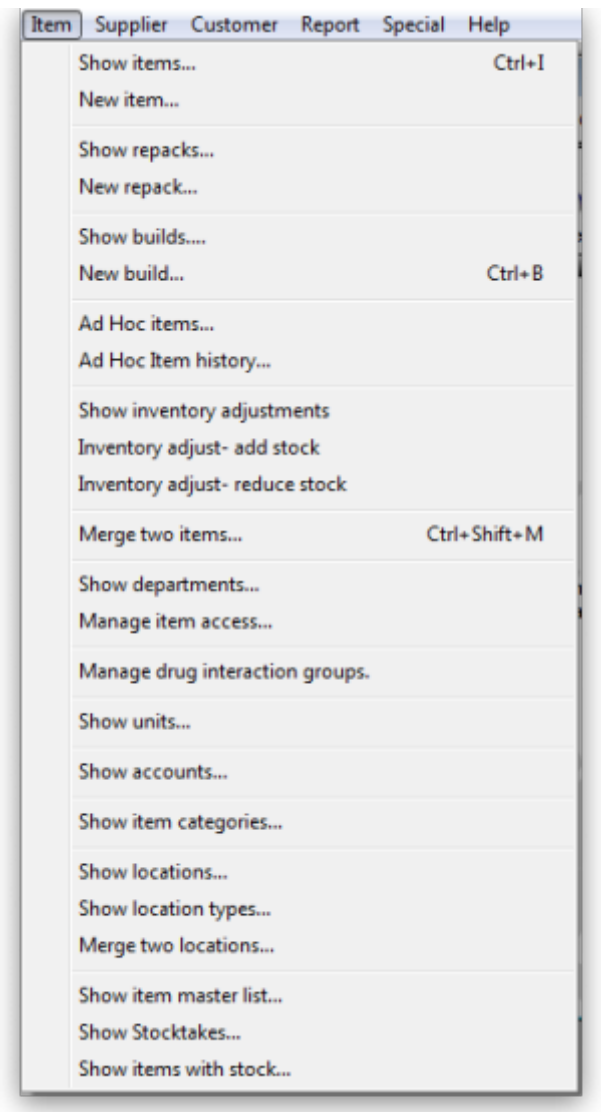 Item Supplier Customer Report Special Help
Show items... Ctrl+I
New item...
Show repacks...
New repack...
Show builds....
New build... Ctrl+B
Ad Hoc items...
Ad Hoc Item history...
Show inventory adjustments
Inventory adjust- add stock
Inventory adjust- reduce stock
Merge two items... Ctrl+Shift+M
Show departments...
Manage item access...
Manage drug interaction groups.
Show units...
Show accounts...
Show item categories...
Show locations...
Show location types...
Merge two locations...
Show item master list...
Show Stocktakes...
Show items with stock...